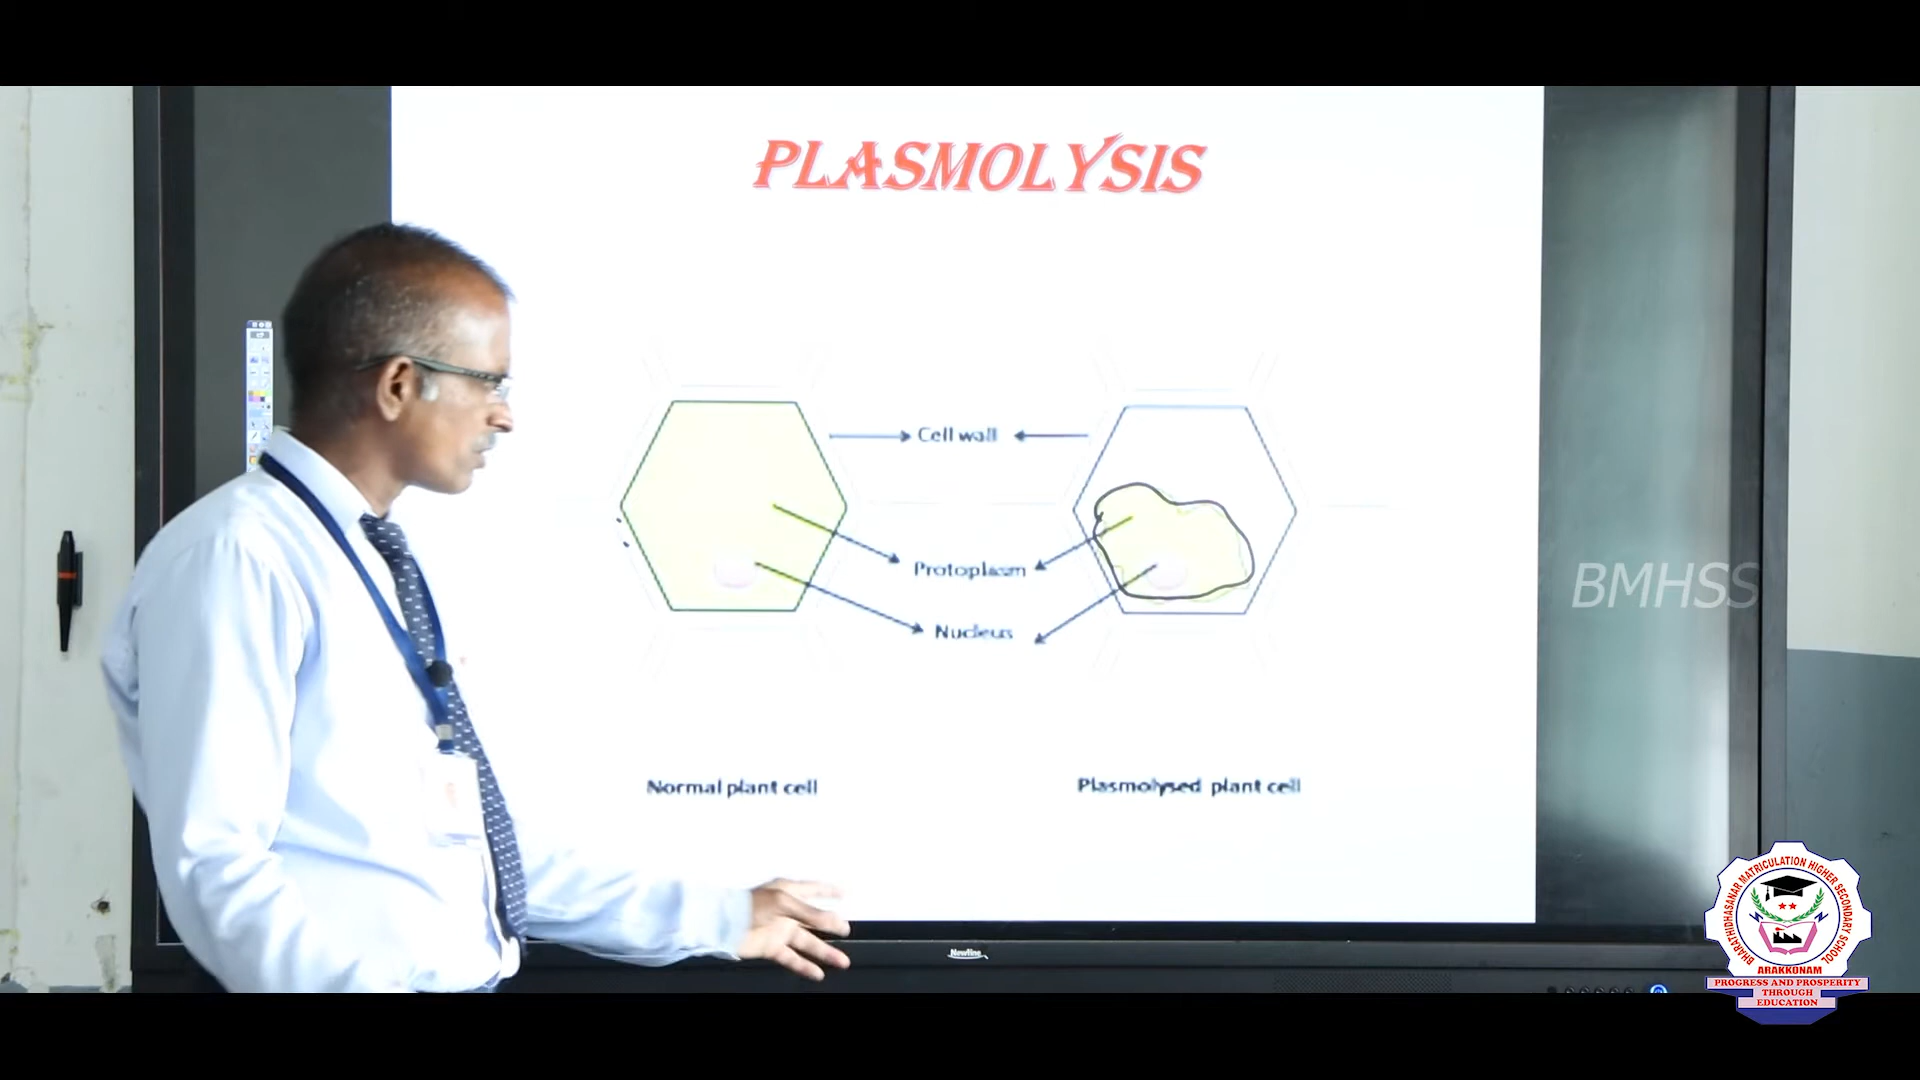 PLASMOLYSIS
Cell wall
Protoplasm
Nucleus
Normal plant cell
Plasmolysed plant cell
BMHSS
Newline
BHARATHIDHASANAR MATRICULATION HIGHER SECONDARY SCHOOL
ARAKKONAM
PROGRESS AND PROSPERITY
THROUGH
EDUCATION